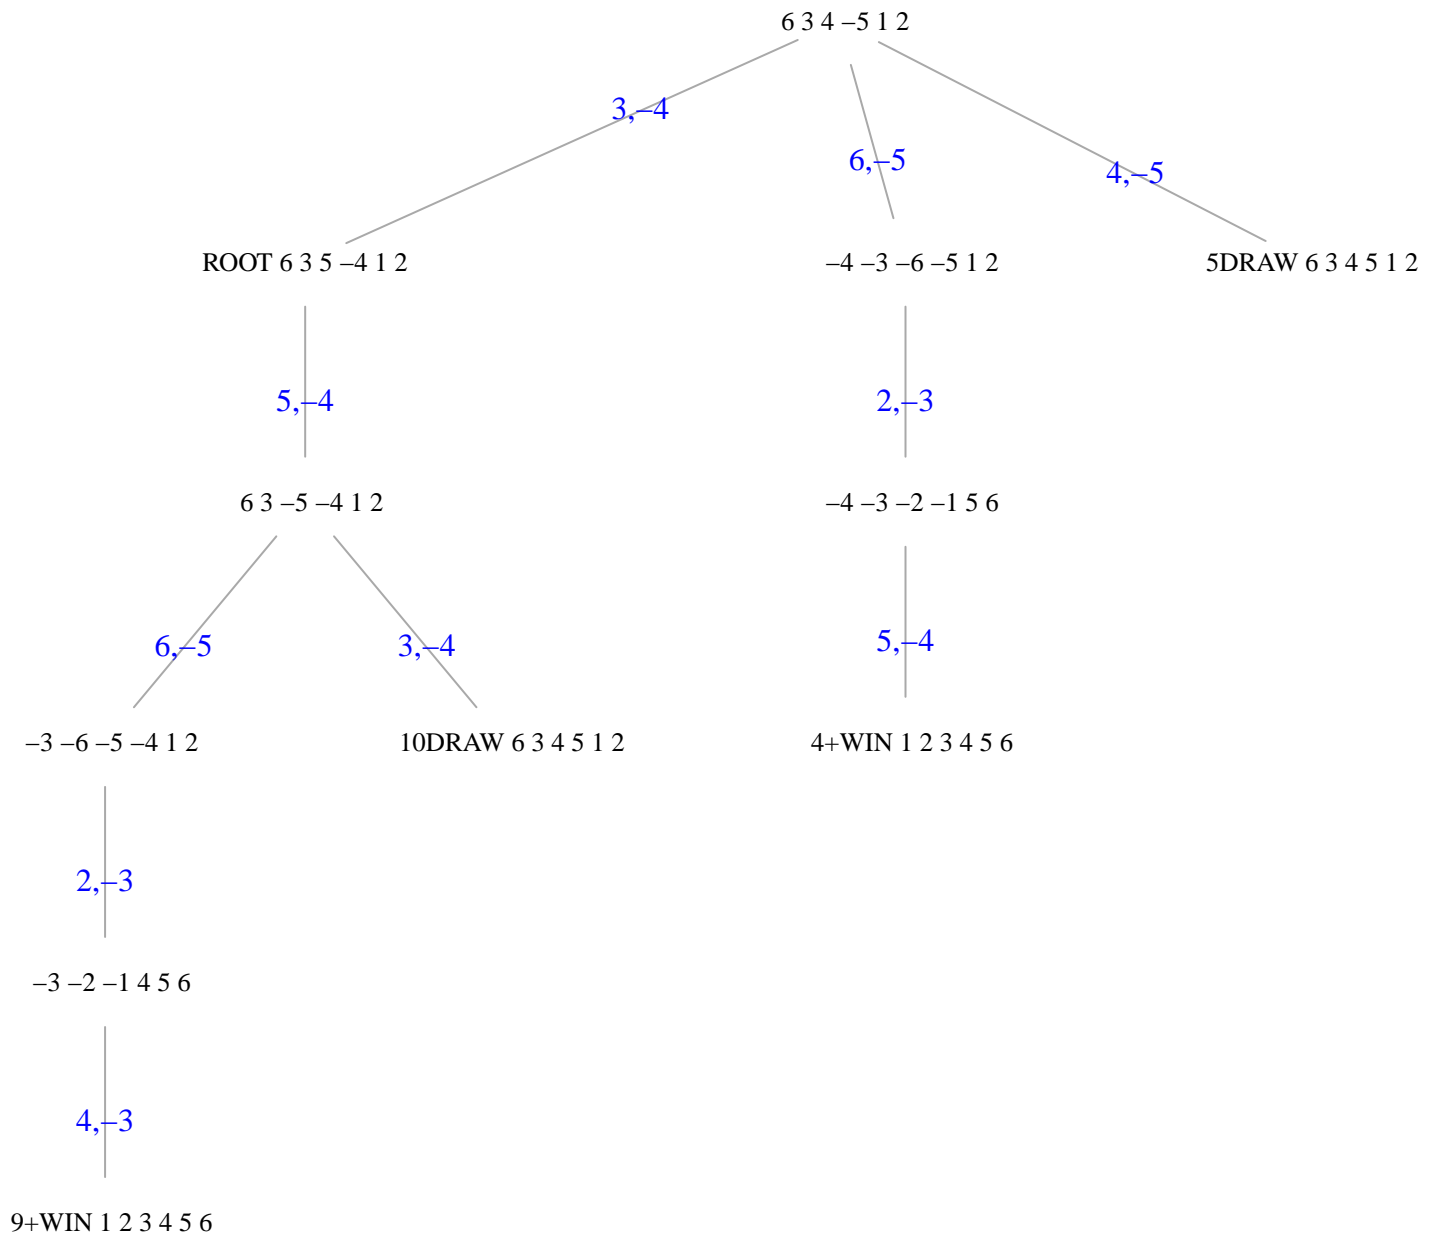 6 3 4 –5 1 2
3,–4
6,–5
4,–5
ROOT 6 3 5 –4 1 2
–4 –3 –6 –5 1 2
5DRAW 6 3 4 5 1 2
5,–4
2,–3
6 3 –5 –4 1 2
–4 –3 –2 –1 5 6
6,–5
3,–4
5,–4
–3 –6 –5 –4 1 2
10DRAW 6 3 4 5 1 2
4+WIN 1 2 3 4 5 6
2,–3
–3 –2 –1 4 5 6
4,–3
9+WIN 1 2 3 4 5 6